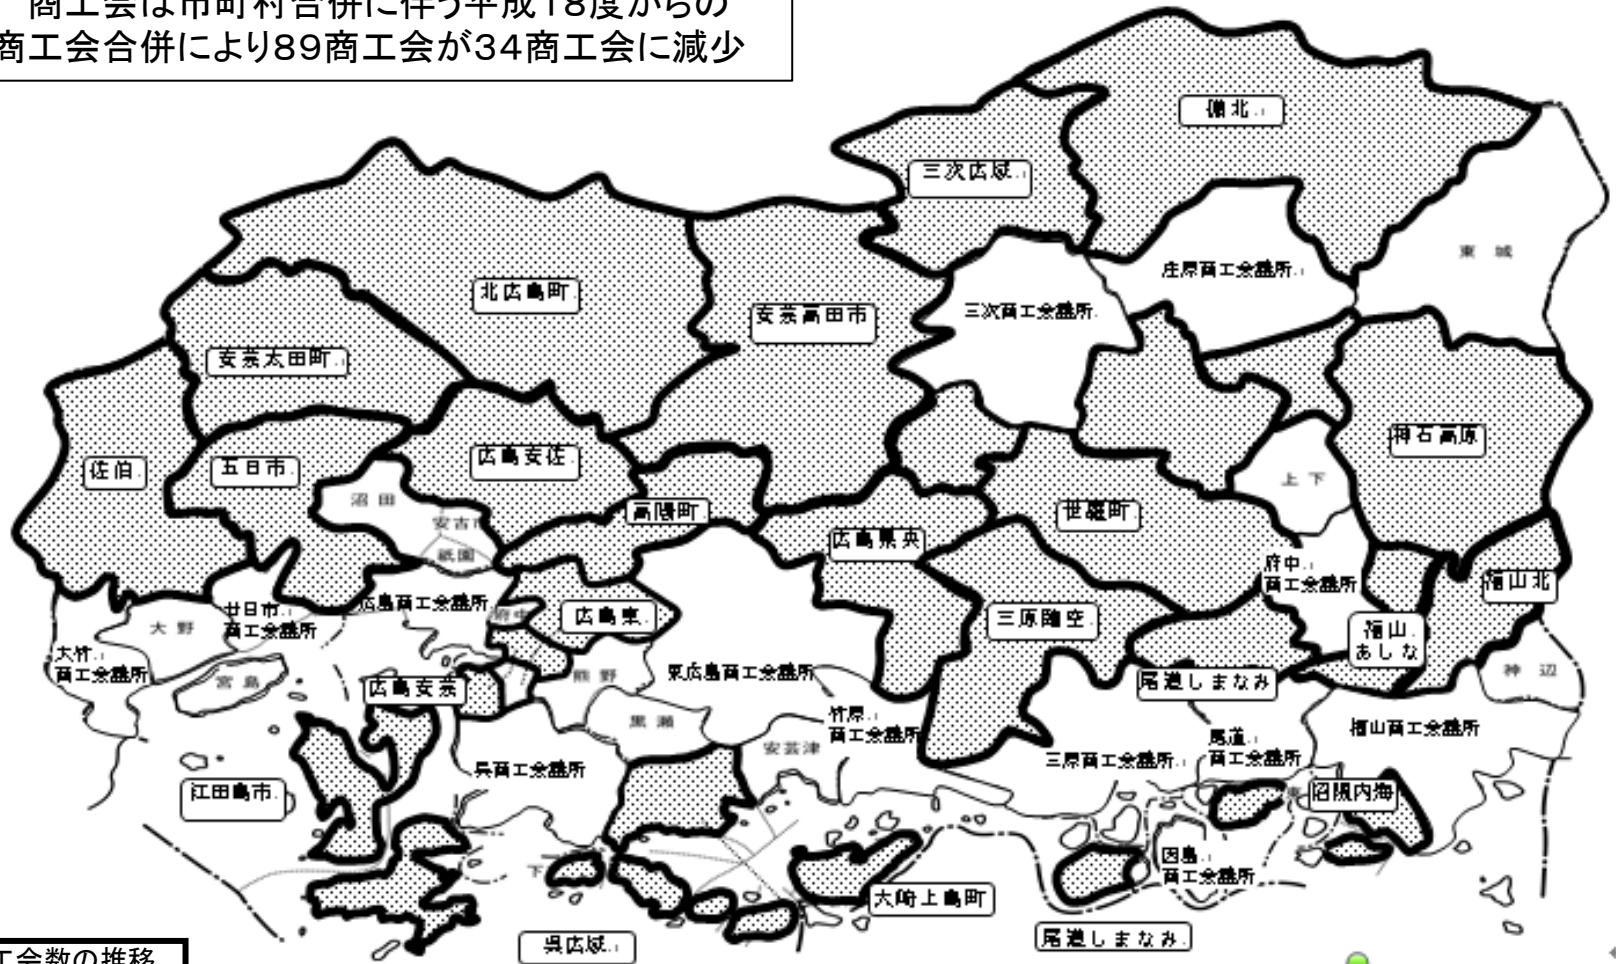 商工会は市町村合併に伴う平成18度からの
商工会合併により89商工会が34商工会に減少
備北
三次広域
東 城
庄原商工会議所
北広島町
安芸高田市
三次商工会議所
安芸太田町
神石高原
佐伯
五日市
広島安佐
沼 田
上 下
高陽町
世羅町
安古市
広島県央
祇園
府中
商工会議所
福山北
廿日市
商工会議所
広島商工会議所
府中
広島東
三原臨空
大 野
福山
あしな
大竹
商工会議所
宮 島
広島安芸
熊 野
東広島商工会議所
尾道しまなみ
神 辺
黒 瀬
竹原
商工会議所
安芸津
尾道
商工会議所
福山商工会議所
呉商工会議所
三原商工会議所
江田島市
沼隈内海
下
因島
商工会議所
大崎上島町
呉広域
尾道しまなみ
工会数の推移